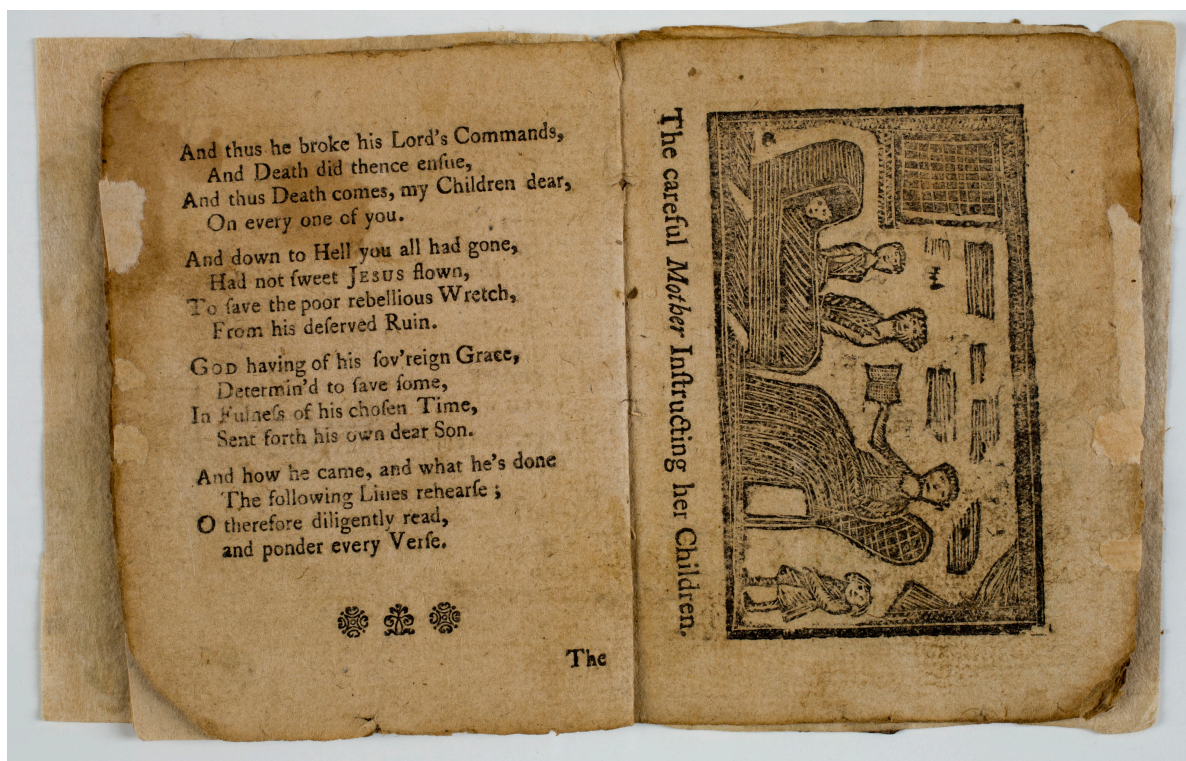 And thus he broke his Lord's Commands,
And Death did thence enſue,
And thus Death comes, my Children dear,
On every one of you.
And down to Hell you all had gone,
Had not ſweet JESUS flown,
To ſave the poor rebellious Wretch,
From his deſerved Ruin.
GOD having of his ſov'reign Grace,
Determin'd to ſave ſome,
In Fulneſs of his choſen Time,
Sent forth his own dear Son.
And how he came, and what he's done
The following Lines rehearſe ;
O therefore diligently read,
and ponder every Verſe.
The
The careful Mother Inſtructing her Children.